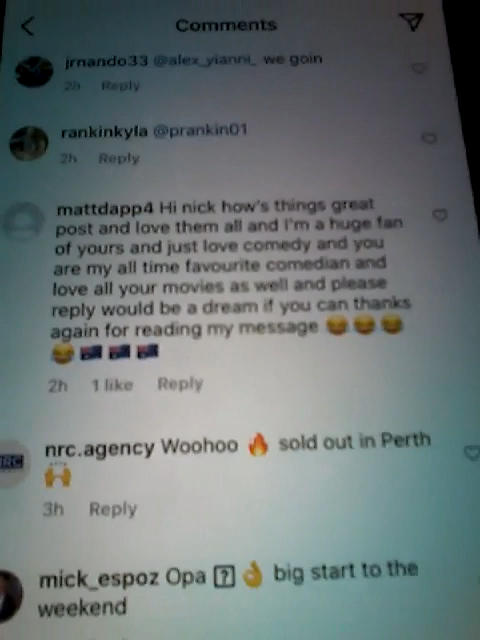 Comments
jrnando33 @alex_yianni_ we goin
2h Reply
rankinkyla @prankin01
2h Reply
mattdapp4 Hi nick how's things great
post and love them all and I'm a huge fan
of yours and just love comedy and you
are my all time favourite comedian and
love all your movies as well and please
reply would be a dream if you can thanks
again for reading my message 😂 😂 😂
😂 🇦🇺 🇦🇺 🇦🇺
2h 1 like Reply
NRC
nrc.agency Woohoo 🔥 sold out in Perth
🙌
3h Reply
mick_espoz Opa ⍰ 👌 big start to the
weekend